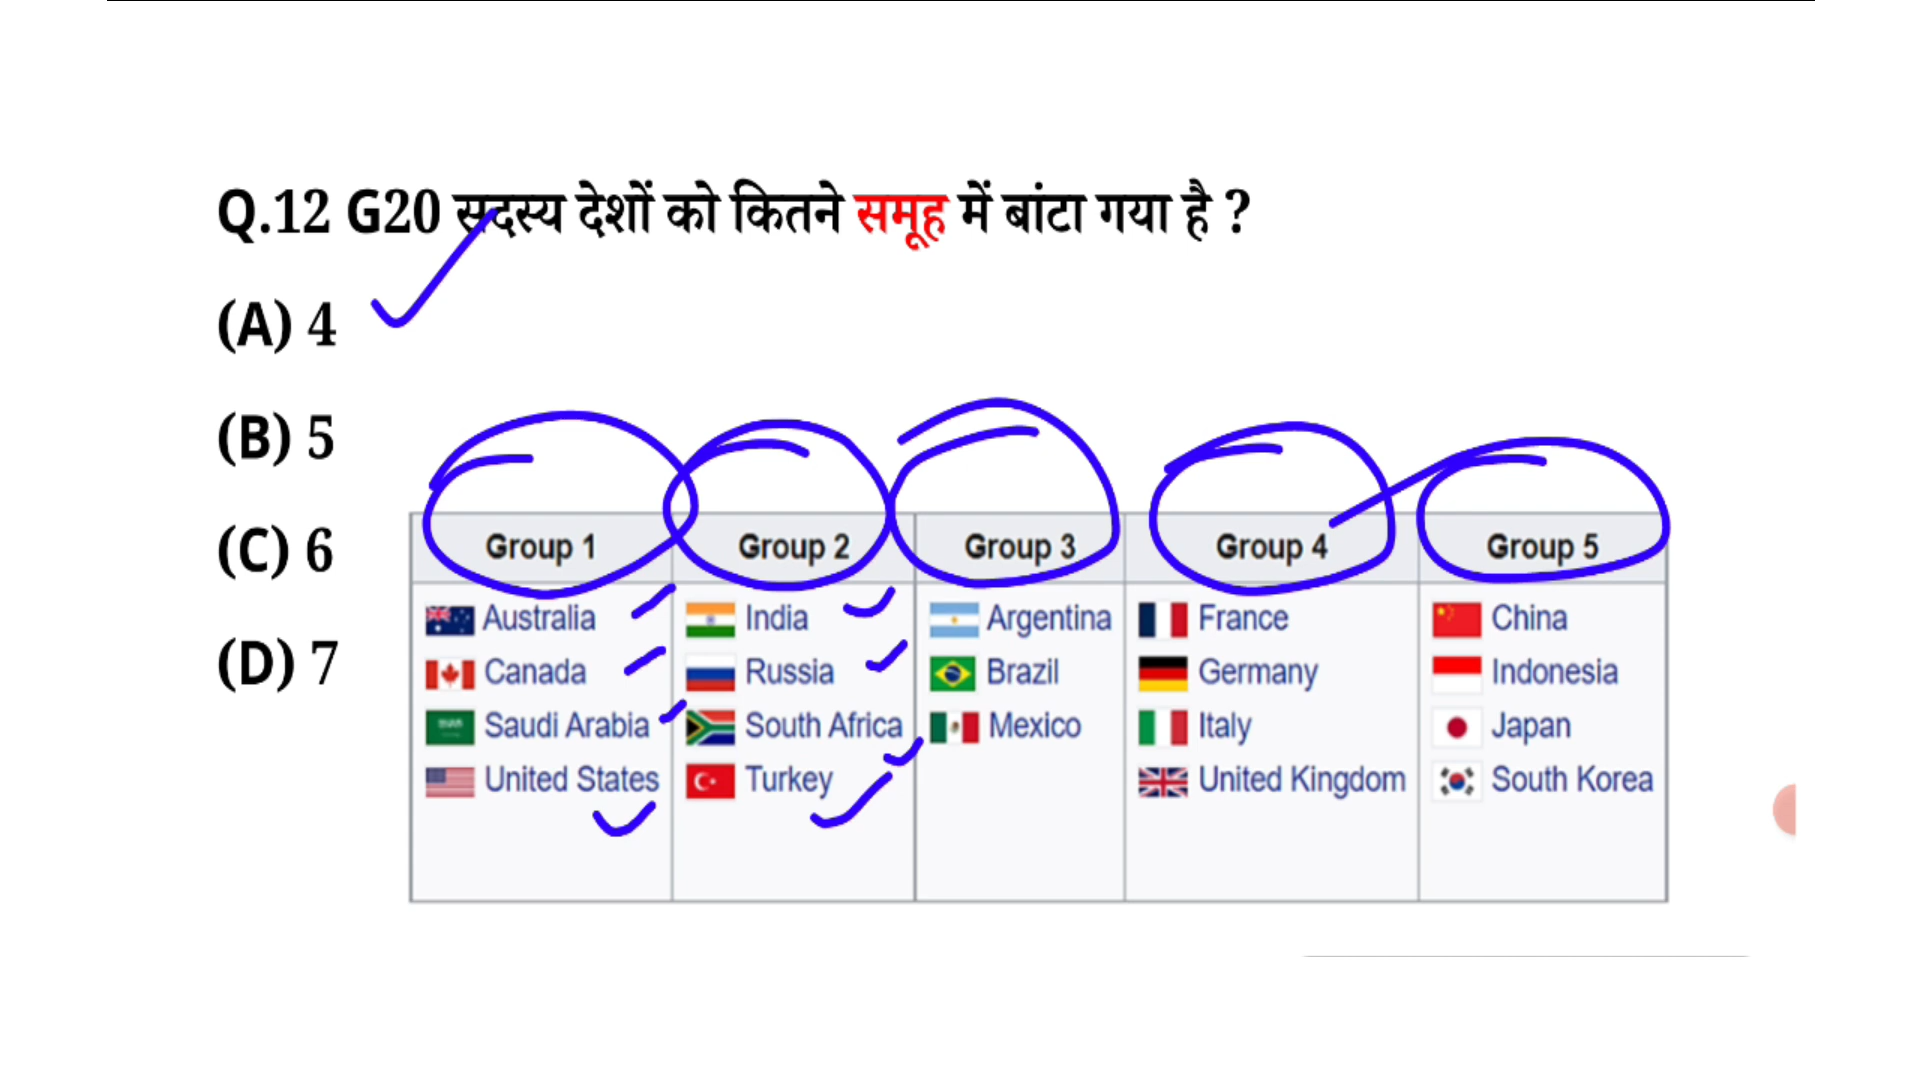 Q.12 G20 सदस्य देशों को कितने समूह में बांटा गया है ?
(A) 4
(B) 5
(C) 6
(D) 7
Group 1 Group 2 Group 3 Group 4 Group 5
Australia India Argentina France China
Canada Russia Brazil Germany Indonesia
Saudi Arabia South Africa Mexico Italy Japan
United States Turkey United Kingdom South Korea